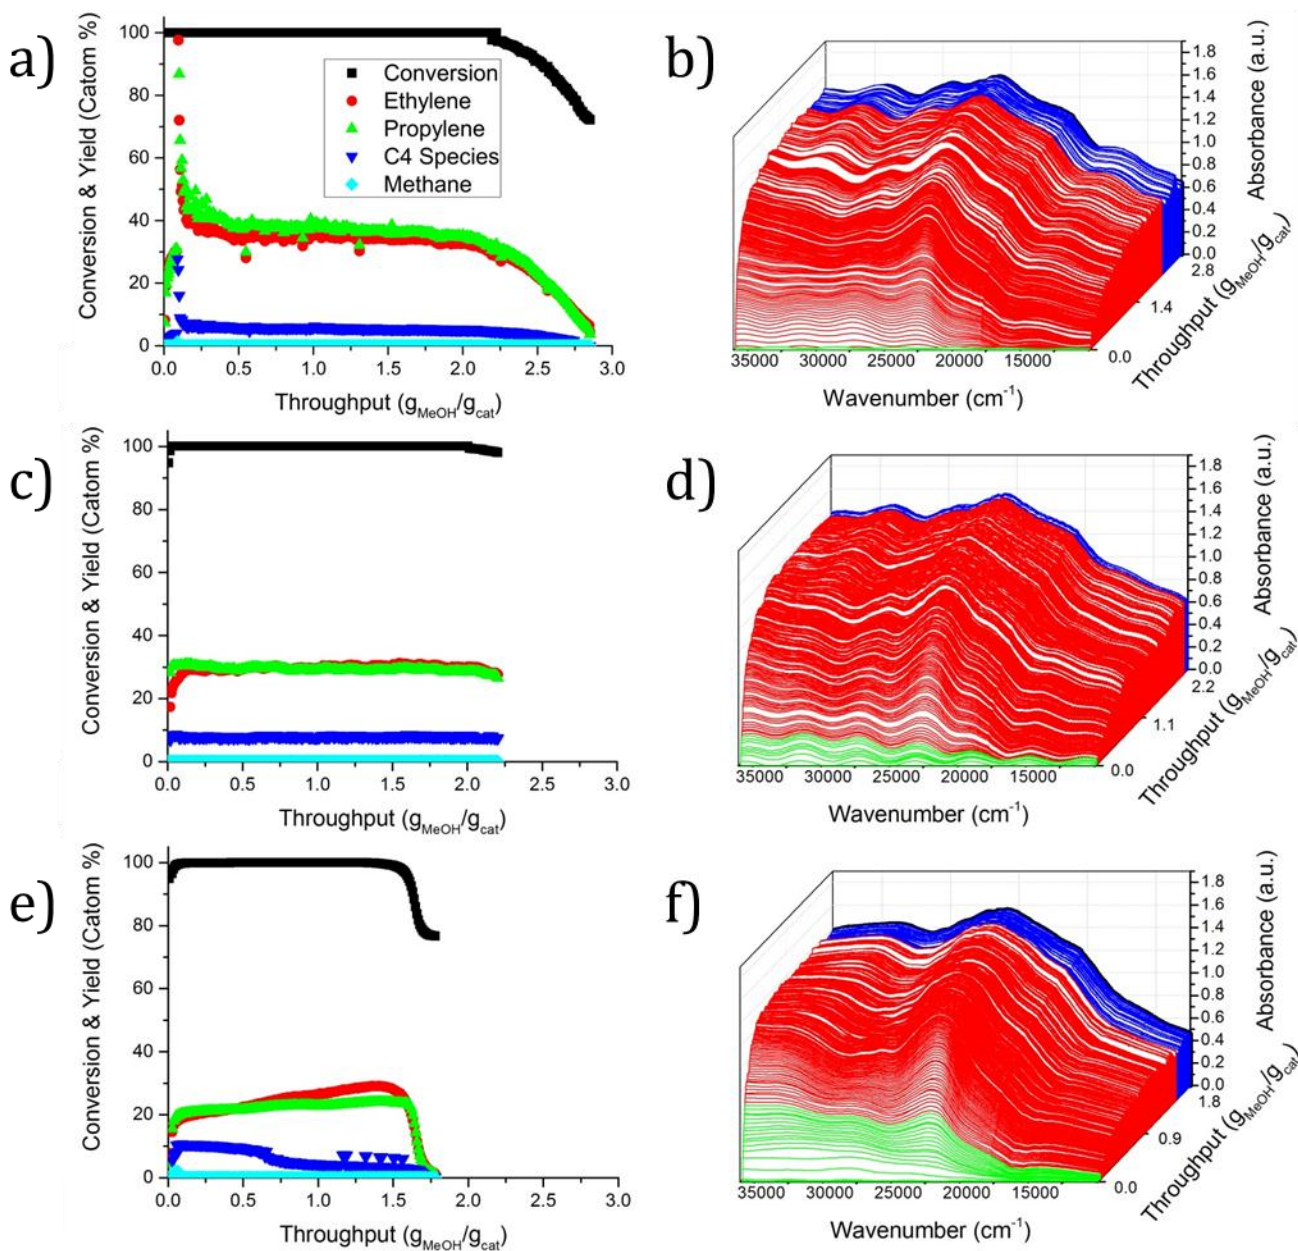 a)
Conversion & Yield (Catom %)
100
80
60
40
20
0
Conversion
Ethylene
Propylene
C4 Species
Methane
0.0 0.5 1.0 1.5 2.0 2.5 3.0
Throughput (gMeOH/gcat)
b)
Absorbance (a.u.)
1.8
1.6
1.4
1.2
1.0
0.8
0.6
0.4
0.2
0.0
2.8
1.4
0.0
Throughput (gMeOH/gcat)
35000 30000 25000 20000 15000
Wavenumber (cm-1)
c)
Conversion & Yield (Catom %)
100
80
60
40
20
0
0.0 0.5 1.0 1.5 2.0 2.5 3.0
Throughput (gMeOH/gcat)
d)
Absorbance (a.u.)
1.8
1.6
1.4
1.2
1.0
0.8
0.6
0.4
0.2
0.0
2.2
1.1
0.0
Throughput (gMeOH/gcat)
35000 30000 25000 20000 15000
Wavenumber (cm-1)
e)
Conversion & Yield (Catom %)
100
80
60
40
20
0
0.0 0.5 1.0 1.5 2.0 2.5 3.0
Throughput (gMeOH/gcat)
f)
Absorbance (a.u.)
1.8
1.6
1.4
1.2
1.0
0.8
0.6
0.4
0.2
0.0
1.8
0.9
0.0
Throughput (gMeOH/gcat)
35000 30000 25000 20000 15000
Wavenumber (cm-1)